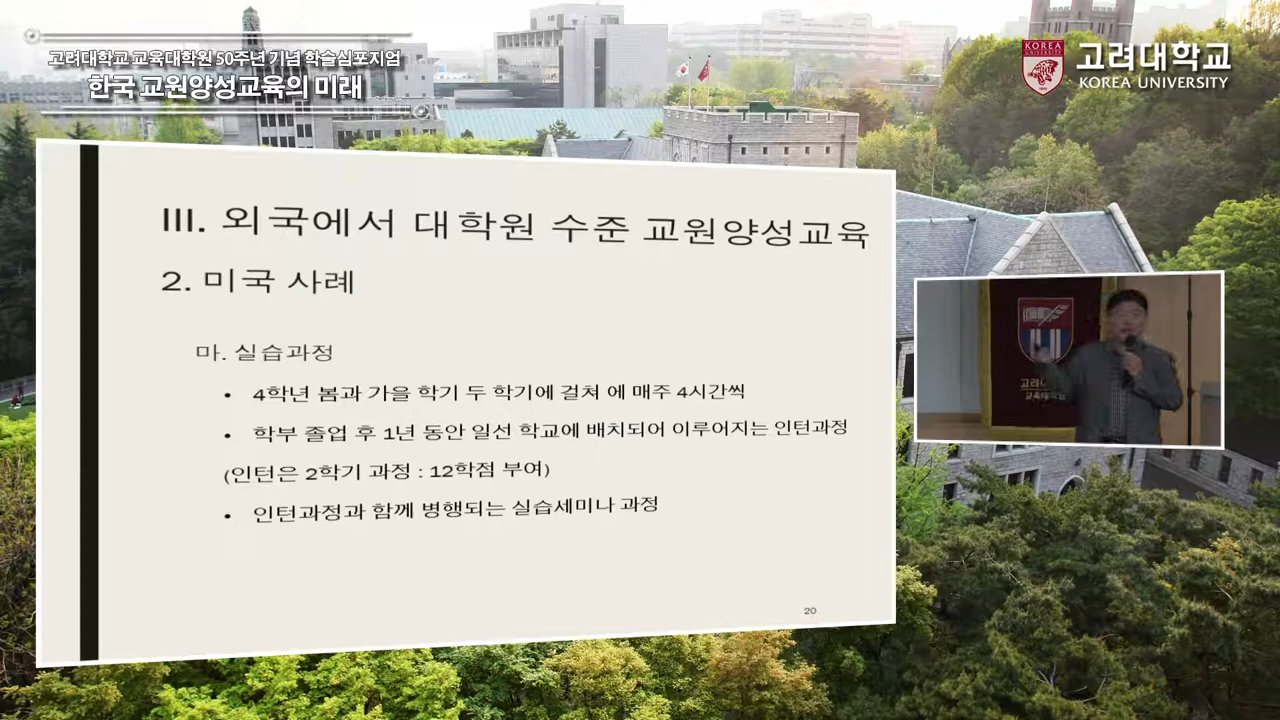 고려대학교 교육대학원 50주년 기념 학술심포지엄
한국 교원양성교육의 미래
KOREA
고려대학교
KOREA UNIVERSITY
III. 외국에서 대학원 수준 교원양성교육
2. 미국 사례
마. 실습과정
• 4학년 봄과 가을 학기 두 학기에 걸쳐 에 매주 4시간씩
• 학부 졸업 후 1년 동안 일선 학교에 배치되어 이루어지는 인턴과정
(인턴은 2학기 과정 : 12학점 부여)
• 인턴과정과 함께 병행되는 실습세미나 과정
20